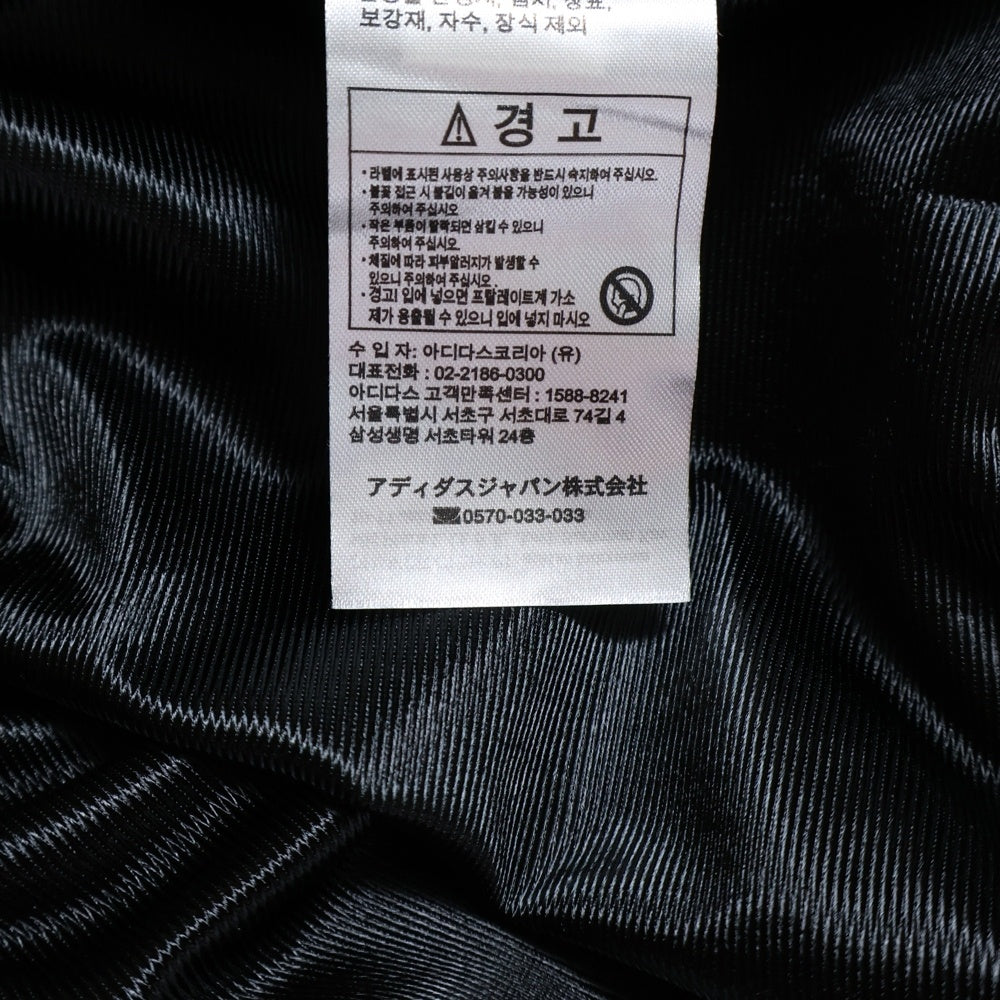 보강재, 자수, 장식 제외
경 고
• 라벨에 표시된 사용상 주의사항을 반드시 숙지하여 주십시오.
• 불꽃 접근 시 불길이 옮겨 붙을 가능성이 있으니
주의하여 주십시오
• 작은 부품이 탈락되면 삼킬 수 있으니
주의하여 주십시오.
• 체질에 따라 피부알러지가 발생할 수
있으니 주의하여 주십시오.
• 경고! 입에 넣으면 프탈레이트계 가소
제가 용출될 수 있으니 입에 넣지 마시오
수 입 자: 아디다스코리아 (유)
대표전화 : 02-2186-0300
아디다스 고객만족센터 : 1588-8241
서울특별시 서초구 서초대로 74길 4
삼성생명 서초타워 24층
アディダスジャパン株式会社
0570-033-033